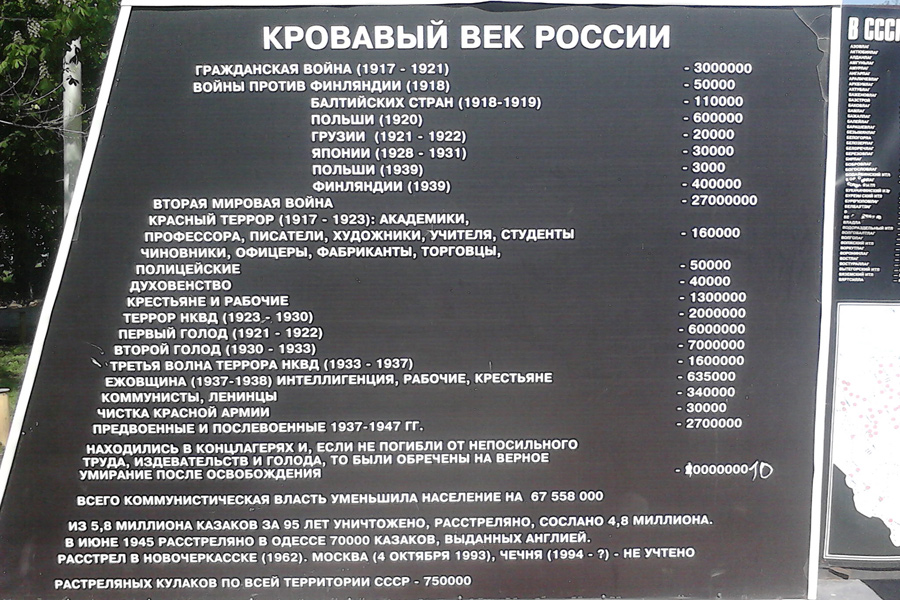 КРОВАВЫЙ ВЕК РОССИИ
ГРАЖДАНСКАЯ ВОЙНА (1917 - 1921) - 3000000
ВОЙНЫ ПРОТИВ ФИНЛЯНДИИ (1918) - 50000
БАЛТИЙСКИХ СТРАН (1918-1919) - 110000
ПОЛЬШИ (1920) - 600000
ГРУЗИИ (1921 - 1922) - 20000
ЯПОНИИ (1928 - 1931) - 30000
ПОЛЬШИ (1939) - 3000
ФИНЛЯНДИИ (1939) - 400000
ВТОРАЯ МИРОВАЯ ВОЙНА - 27000000
КРАСНЫЙ ТЕРРОР (1917 - 1923): АКАДЕМИКИ,
ПРОФЕССОРА, ПИСАТЕЛИ, ХУДОЖНИКИ, УЧИТЕЛЯ, СТУДЕНТЫ - 160000
ЧИНОВНИКИ, ОФИЦЕРЫ, ФАБРИКАНТЫ, ТОРГОВЦЫ,
ПОЛИЦЕЙСКИЕ - 50000
ДУХОВЕНСТВО - 40000
КРЕСТЬЯНЕ И РАБОЧИЕ - 1300000
ТЕРРОР НКВД (1923 - 1930) - 2000000
ПЕРВЫЙ ГОЛОД (1921 - 1922) - 6000000
ВТОРОЙ ГОЛОД (1930 - 1933) - 7000000
ТРЕТЬЯ ВОЛНА ТЕРРОРА НКВД (1933 - 1937) - 1600000
ЕЖОВЩИНА (1937-1938) ИНТЕЛЛИГЕНЦИЯ, РАБОЧИЕ, КРЕСТЬЯНЕ - 635000
КОММУНИСТЫ, ЛЕНИНЦЫ - 340000
ЧИСТКА КРАСНОЙ АРМИИ - 30000
ПРЕДВОЕННЫЕ И ПОСЛЕВОЕННЫЕ 1937-1947 ГГ. - 2700000
НАХОДИЛИСЬ В КОНЦЛАГЕРЯХ И, ЕСЛИ НЕ ПОГИБЛИ ОТ НЕПОСИЛЬНОГО
ТРУДА, ИЗДЕВАТЕЛЬСТВ И ГОЛОДА, ТО БЫЛИ ОБРЕЧЕНЫ НА ВЕРНОЕ
УМИРАНИЕ ПОСЛЕ ОСВОБОЖДЕНИЯ
ВСЕГО КОММУНИСТИЧЕСКАЯ ВЛАСТЬ УМЕНЬШИЛА НАСЕЛЕНИЕ НА 67 558 000
ИЗ 5,8 МИЛЛИОНА КАЗАКОВ ЗА 95 ЛЕТ УНИЧТОЖЕНО, РАССТРЕЛЯНО, СОСЛАНО 4,8 МИЛЛИОНА.
В ИЮНЕ 1945 РАССТРЕЛЯНО В ОДЕССЕ 70000 КАЗАКОВ, ВЫДАННЫХ АНГЛИЕЙ.
РАССТРЕЛ В НОВОЧЕРКАССКЕ (1962). МОСКВА (4 ОКТЯБРЯ 1993), ЧЕЧНЯ (1994 - ?) - НЕ УЧТЕНО
РАСТРЕЛЯНЫХ КУЛАКОВ ПО ВСЕЙ ТЕРРИТОРИИ СССР - 750000
В СССР